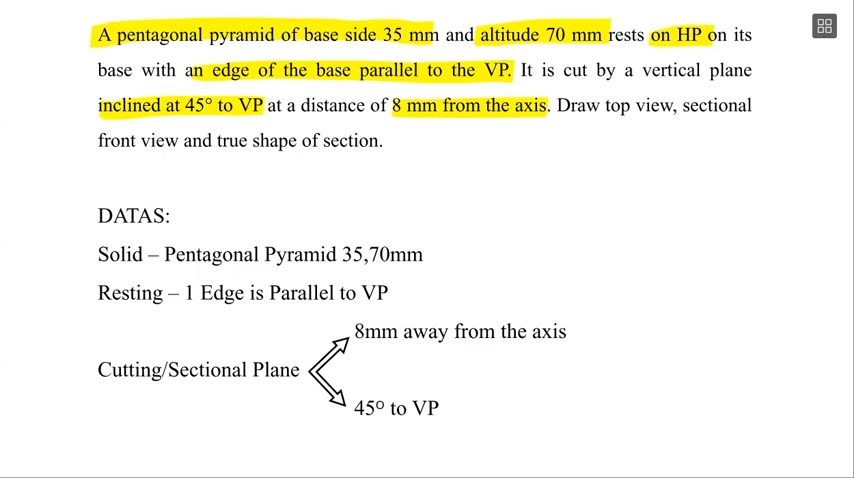 A pentagonal pyramid of base side 35 mm and altitude 70 mm rests on HP on its
base with an edge of the base parallel to the VP. It is cut by a vertical plane
inclined at 45° to VP at a distance of 8 mm from the axis. Draw top view, sectional
front view and true shape of section.
DATAS:
Solid – Pentagonal Pyramid 35,70mm
Resting – 1 Edge is Parallel to VP
8mm away from the axis
Cutting/Sectional Plane
45° to VP